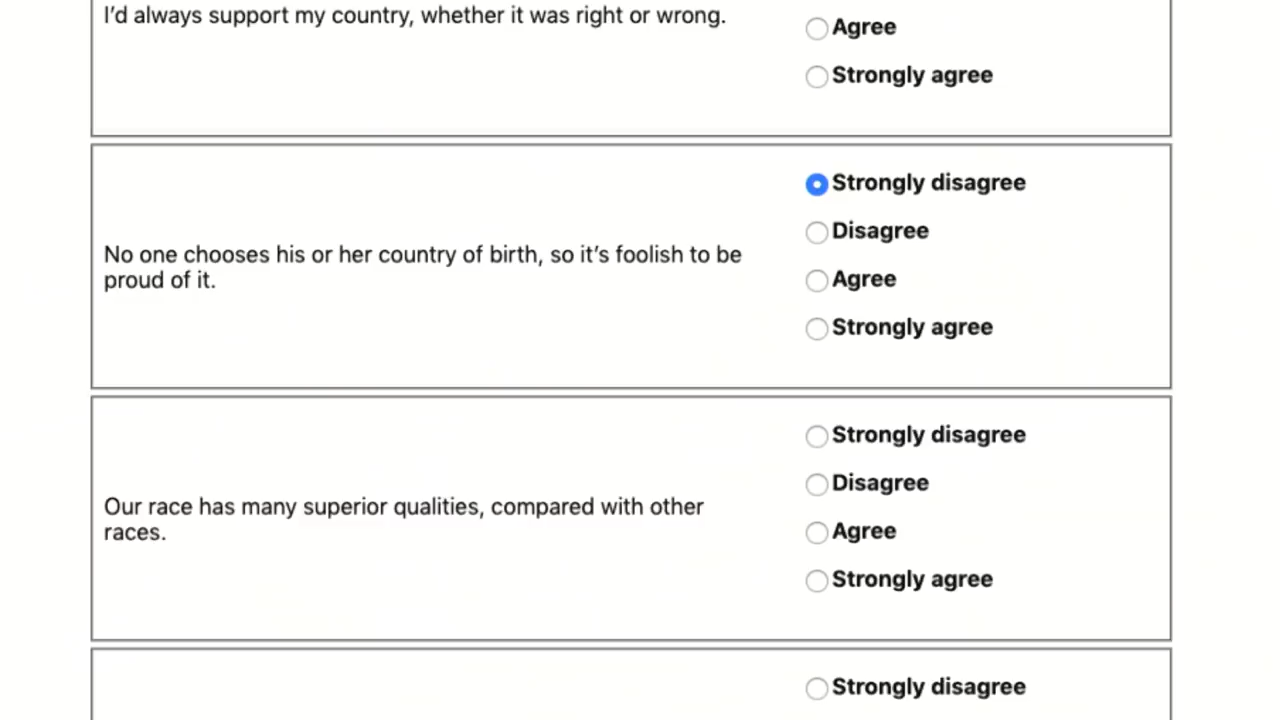 I’d always support my country, whether it was right or wrong.
Agree
Strongly agree
Strongly disagree
Disagree
No one chooses his or her country of birth, so it’s foolish to be
proud of it.
Agree
Strongly agree
Strongly disagree
Disagree
Our race has many superior qualities, compared with other
races.
Agree
Strongly agree
Strongly disagree